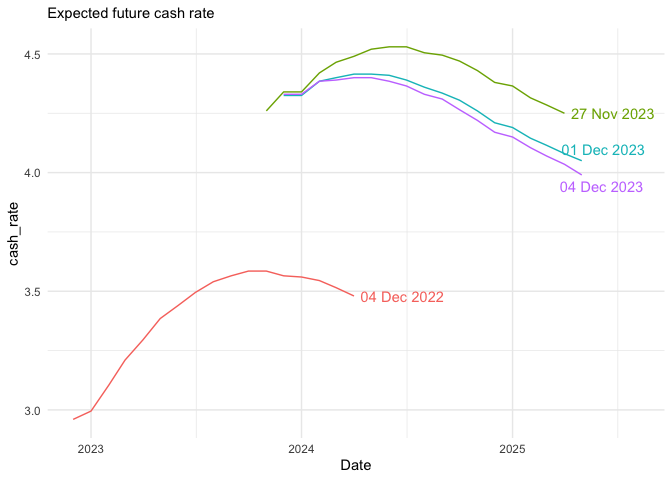 Expected future cash rate
4.5
27 Nov 2023
01 Dec 2023
4.0
04 Dec 2023
cash_rate
3.5
04 Dec 2022
3.0
2023
2024
2025
Date